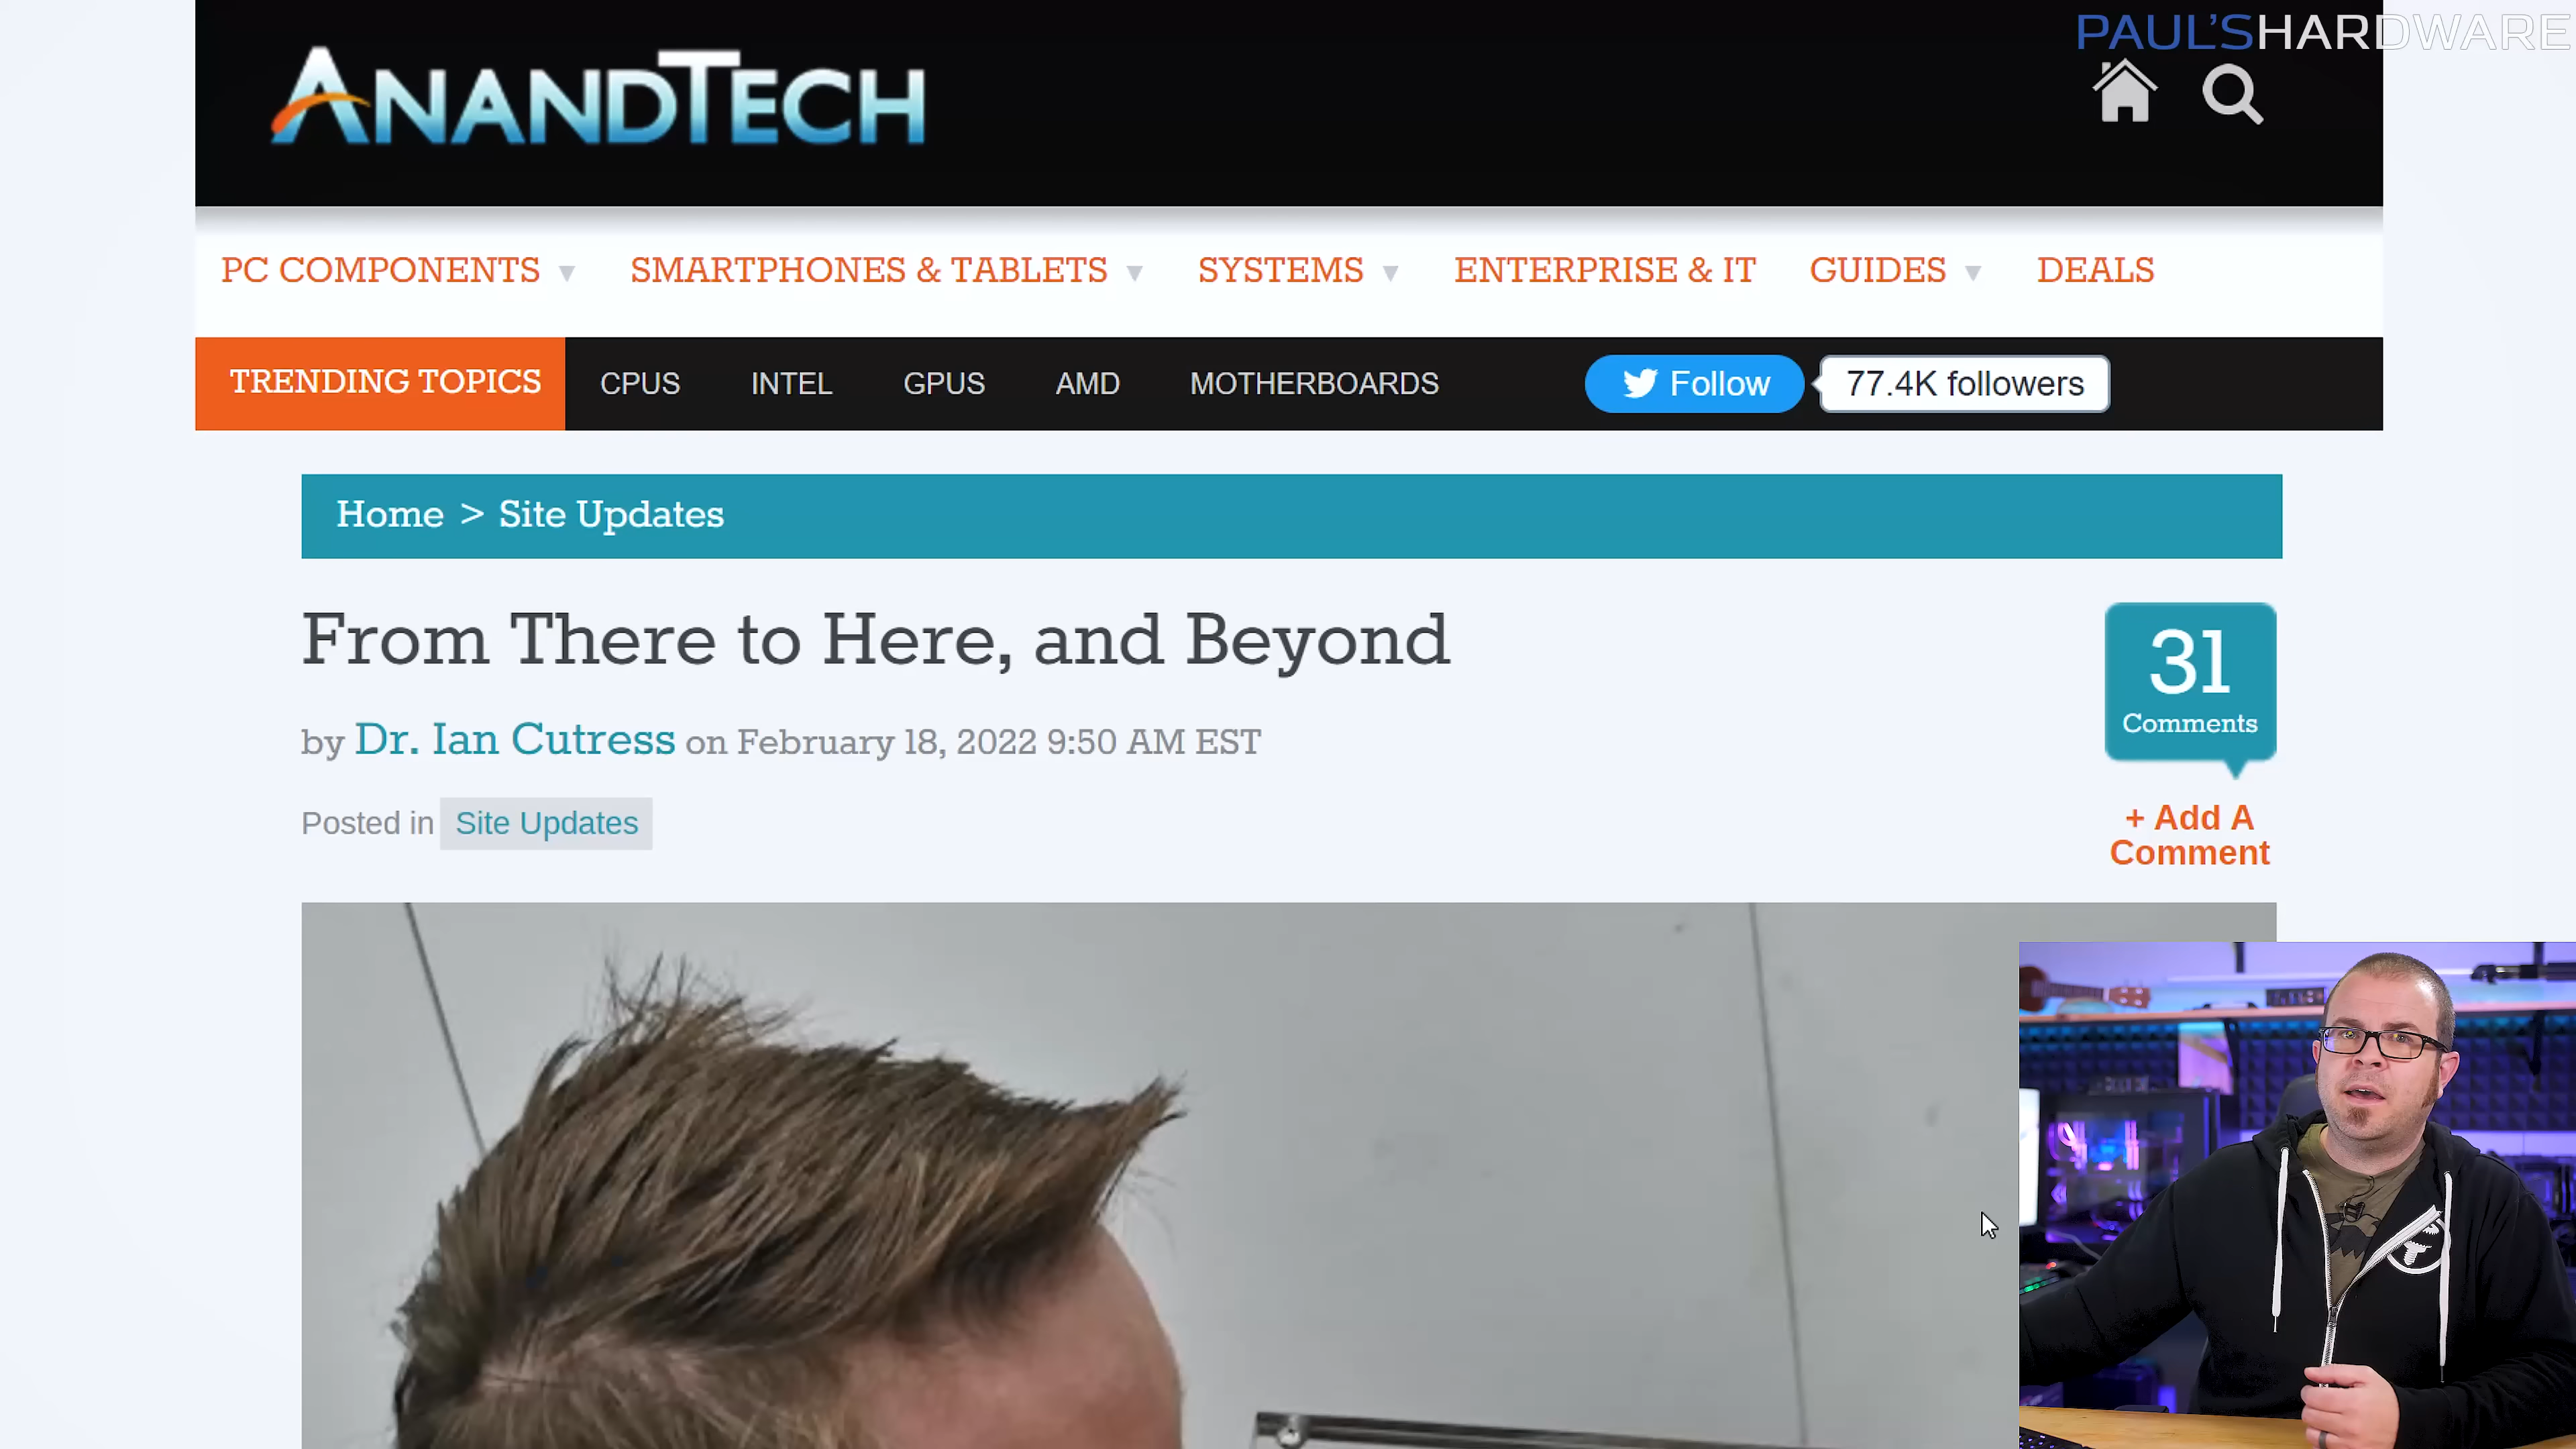 PAUL'SHARDWARE
ANANDTECH
PC COMPONENTS SMARTPHONES & TABLETS SYSTEMS ENTERPRISE & IT GUIDES DEALS
TRENDING TOPICS CPUS INTEL GPUS AMD MOTHERBOARDS Follow 77.4K followers
Home > Site Updates
From There to Here, and Beyond
31
Comments
by Dr. Ian Cutress on February 18, 2022 9:50 AM EST
Posted in Site Updates
+ Add A
Comment